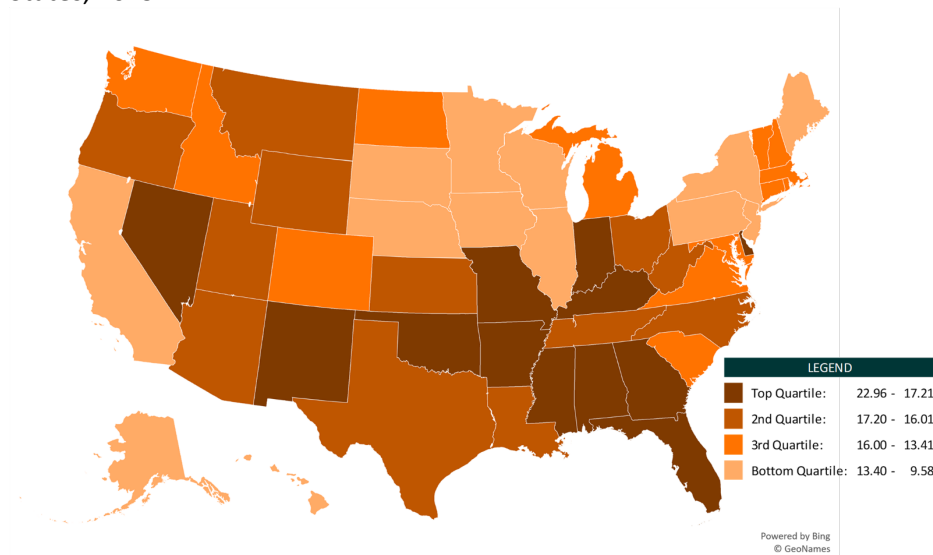 LEGEND
Top Quartile: 22.96 - 17.21
2nd Quartile: 17.20 - 16.01
3rd Quartile: 16.00 - 13.41
Bottom Quartile: 13.40 - 9.58
Powered by Bing
© GeoNames